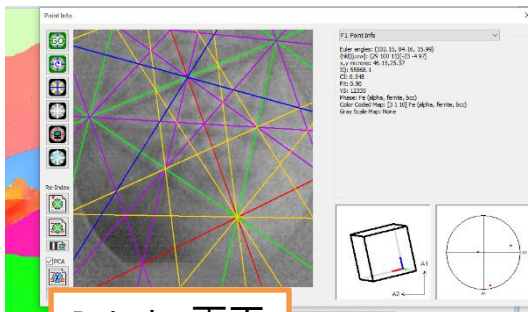 Point Info
F1 Point Info
Euler angles: (102.15, 84.16, 15.99)
(hkl)[uvw]: (29 100 11)[-23 -4 97]
x,y microns: 46.15,25.37
IQ: 55868.1
CI: 0.548
Fit: 0.90
VS: 12335
Phase: Fe (alpha, ferrite, bcc)
Color Coded Map: [3 1 10] Fe (alpha, ferrite, bcc)
Gray Scale Map: None
Re-Index
PCA
A1
A2